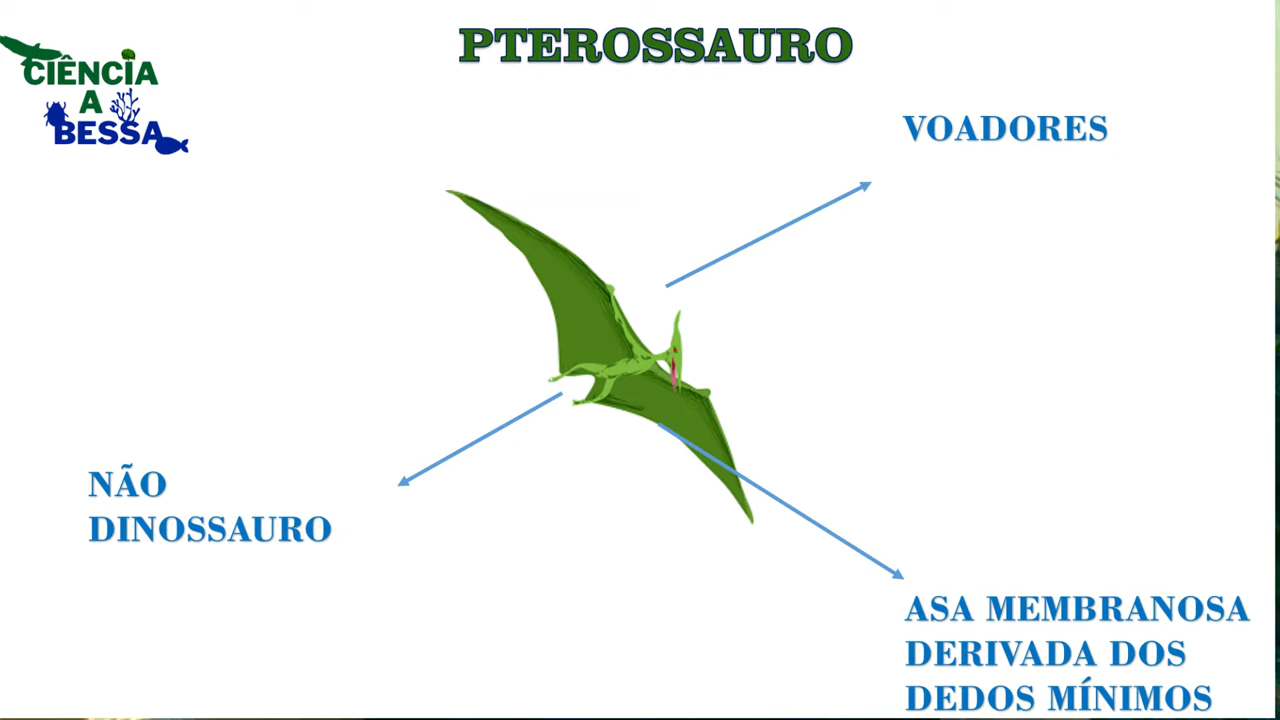 CIÊNCIA
A
BESSA
PTEROSSAURO
VOADORES
NÃO
DINOSSAURO
ASA MEMBRANOSA
DERIVADA DOS
DEDOS MÍNIMOS